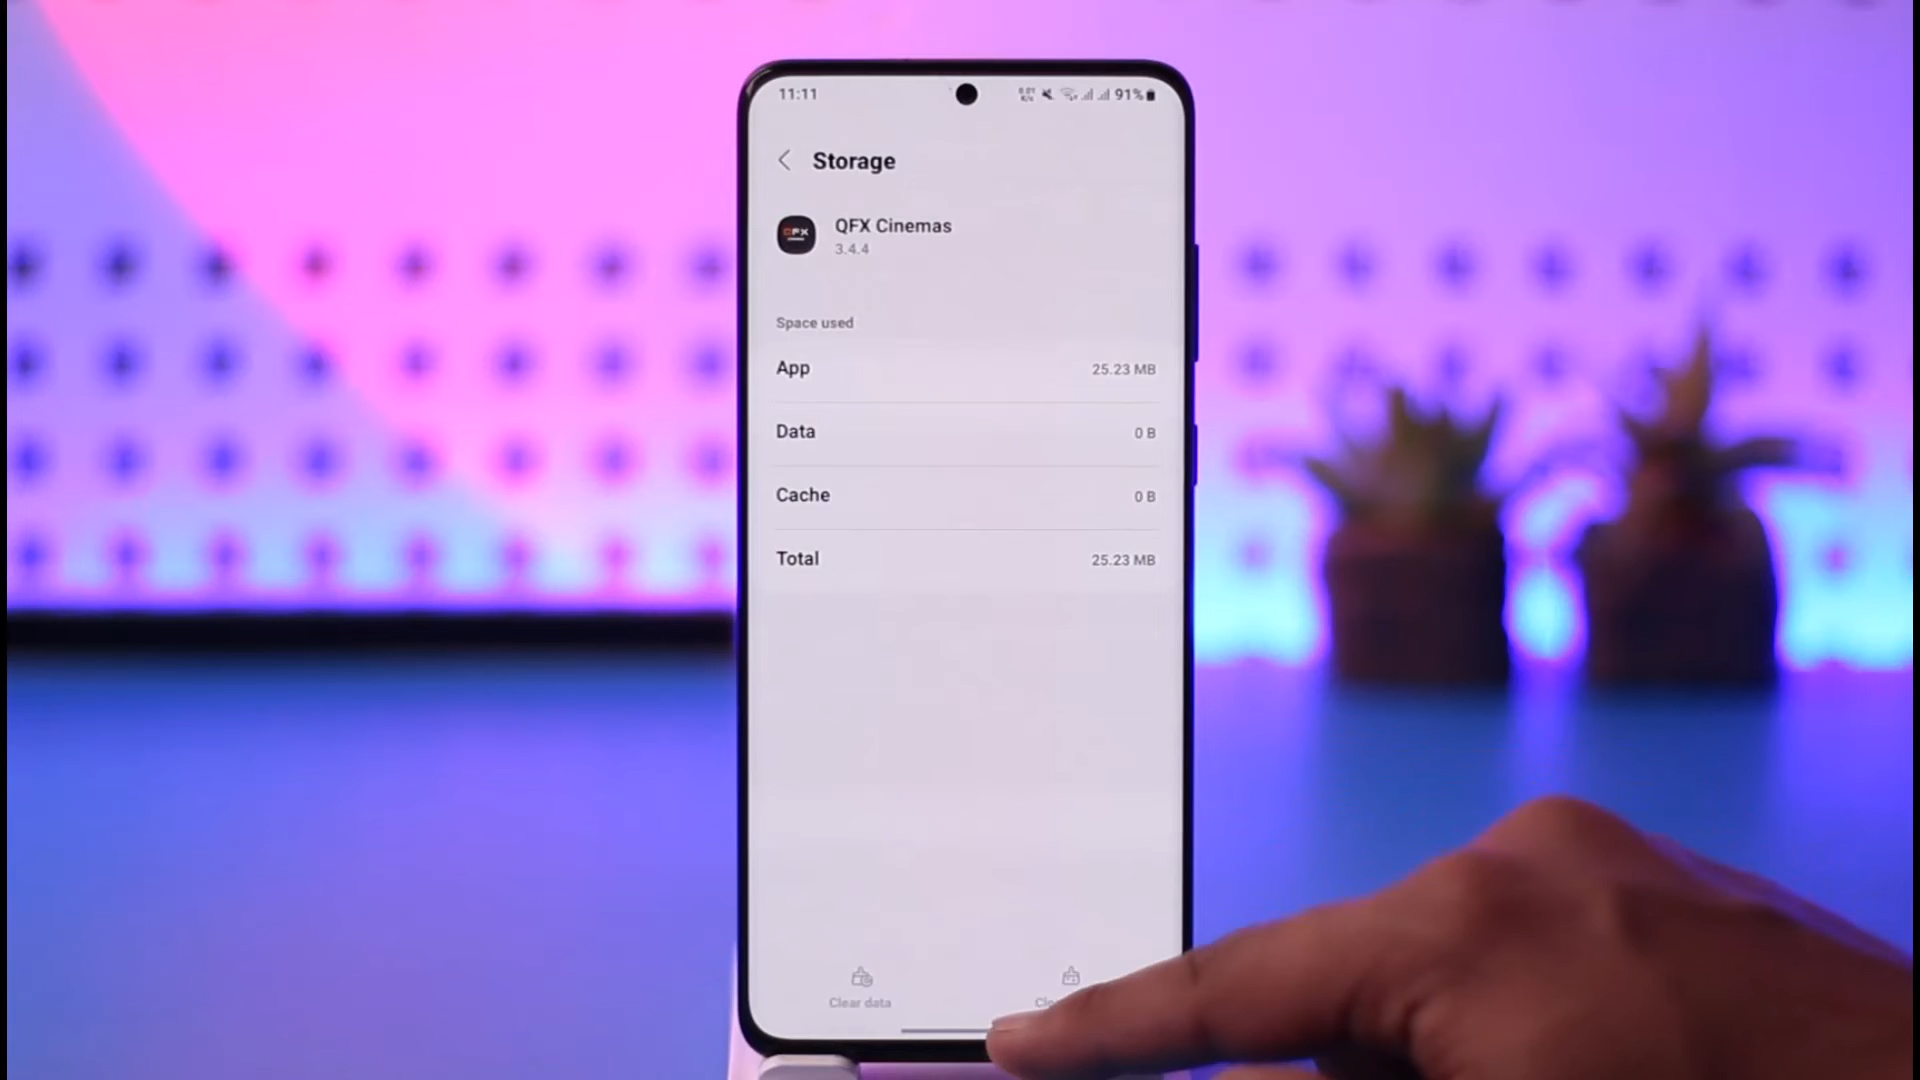 11:11
91%
Storage
QFX
QFX Cinemas
3.4.4
Space used
App 25.23 MB
Data 0 B
Cache 0 B
Total 25.23 MB
Clear data